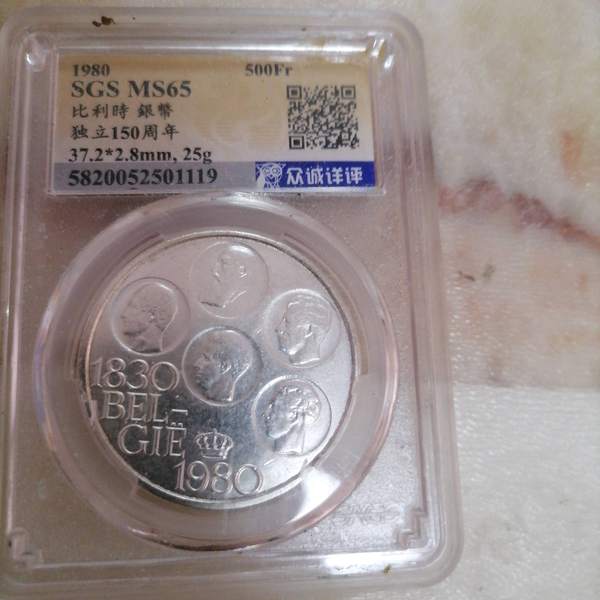 1980 500Fr
SGS MS65
比利時 銀幣
独立150周年
37.2*2.8mm, 25g
5820052501119 众诚详评
1830
BEL-
GIË
1980